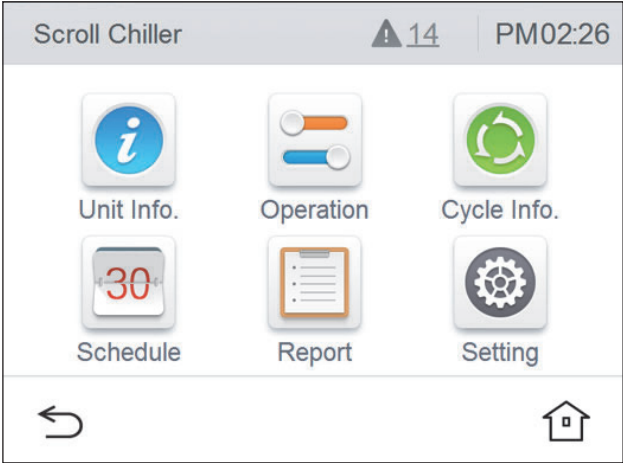 Scroll Chiller 14 PM02:26
Unit Info. Operation Cycle Info.
30
Schedule Report Setting